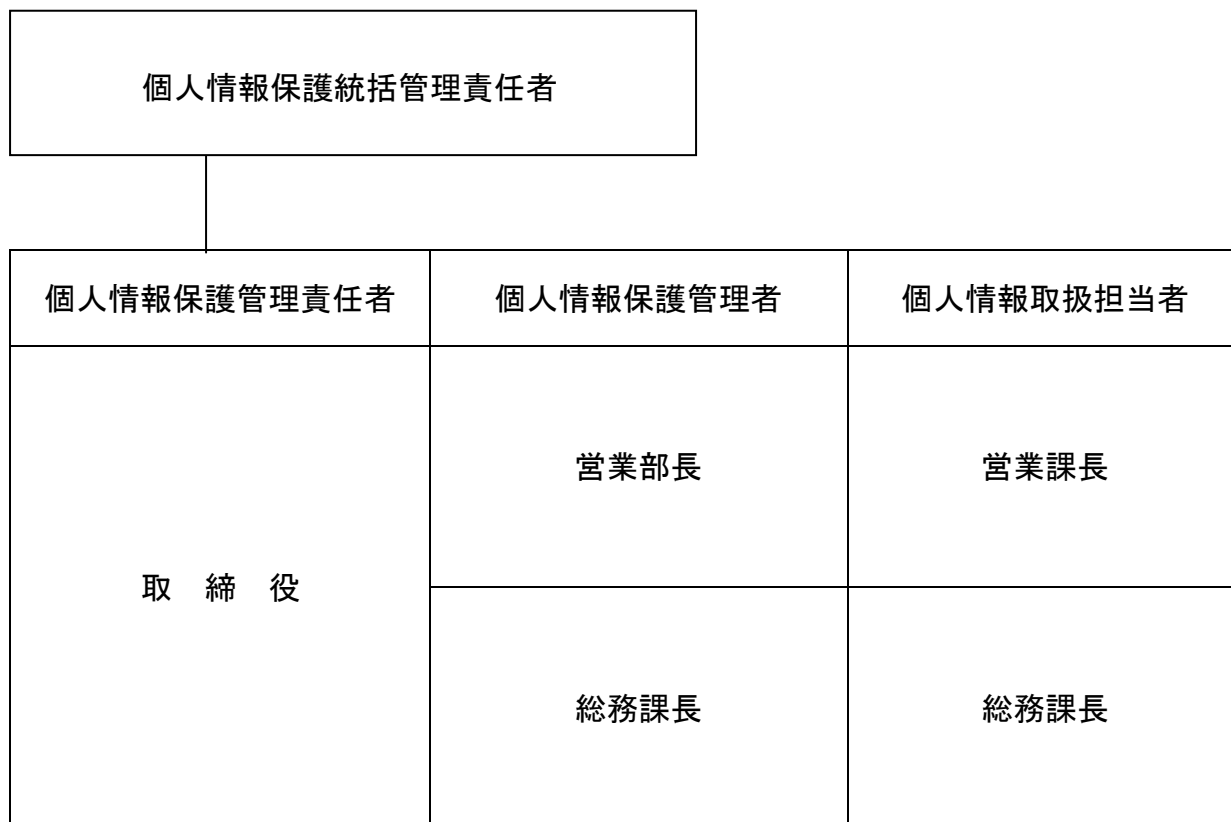 個人情報保護統括管理責任者
個人情報保護管理責任者 個人情報保護管理者 個人情報取扱担当者
営業部長 営業課長
取　締　役
総務課長 総務課長